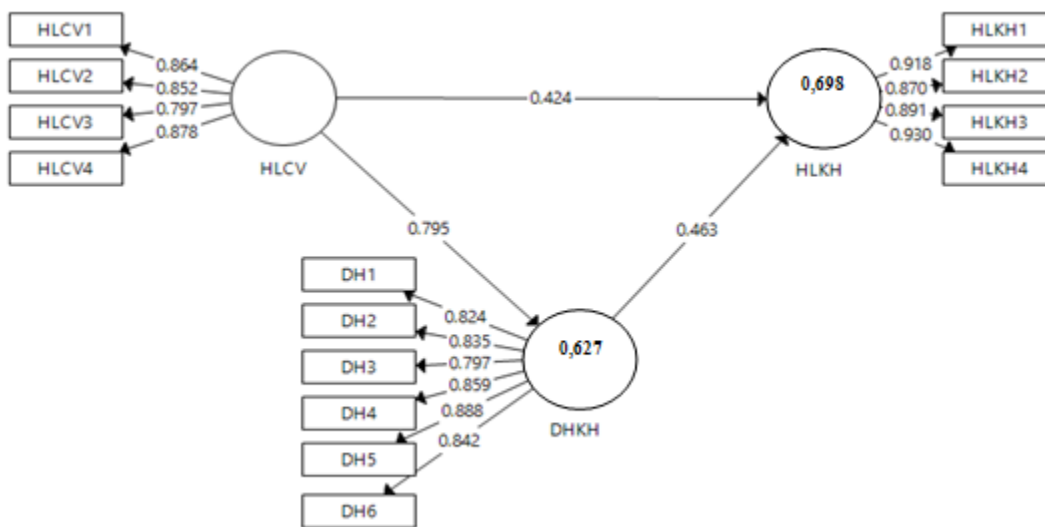 HLCV1
HLCV2
HLCV3
HLCV4
0.864
0.852
0.797
0.878
HLCV
0.424
0,698
HLKH
0.918
0.870
0.891
0.930
HLKH1
HLKH2
HLKH3
HLKH4
0.795
0.463
DH1
DH2
DH3
DH4
DH5
DH6
0.824
0.835
0.797
0.859
0.888
0.842
0,627
DHKH